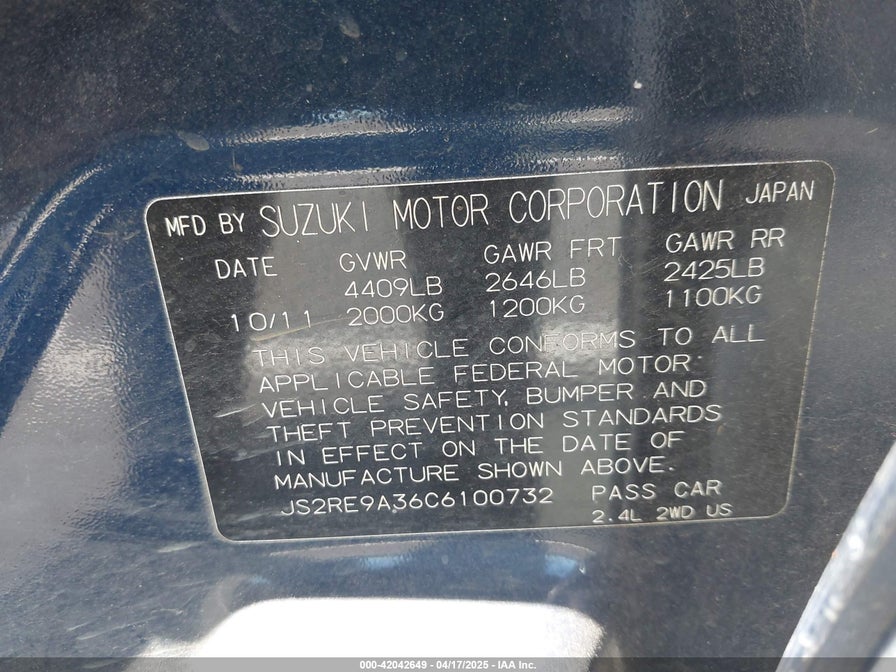 MFD BY SUZUKI MOTOR CORPORATION JAPAN
DATE GVWR GAWR FRT GAWR RR
4409LB 2646LB 2425LB
10/11 2000KG 1200KG 1100KG
THIS VEHICLE CONFORMS TO ALL
APPLICABLE FEDERAL MOTOR
VEHICLE SAFETY, BUMPER AND
THEFT PREVENTION STANDARDS
IN EFFECT ON THE DATE OF
MANUFACTURE SHOWN ABOVE.
JS2RE9A36C6100732 PASS CAR
2.4L 2WD US
000-42042649 - 04/17/2025 - IAA Inc.